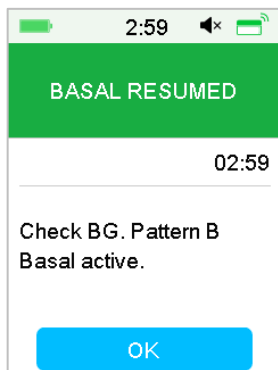 2:59
BASAL RESUMED
02:59
Check BG. Pattern B
Basal active.
OK